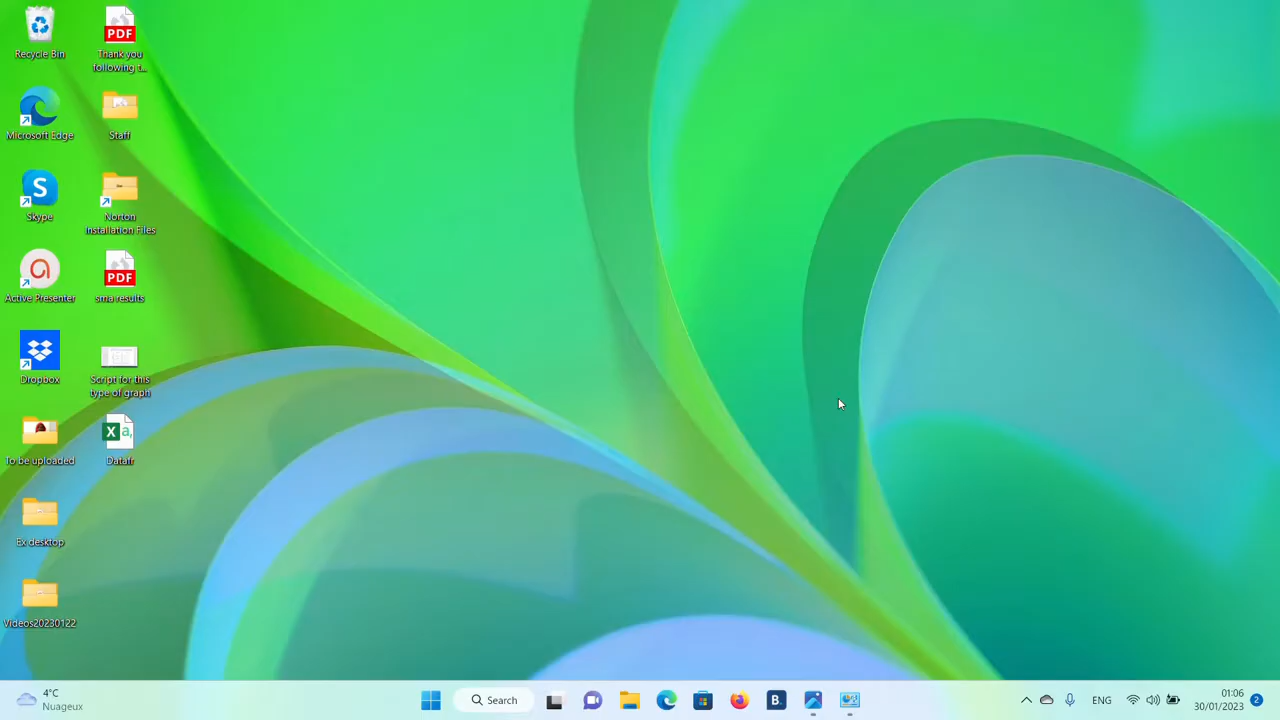 Recycle Bin
PDF
Thank you
following t...
Microsoft Edge
Staff
S
Skype
Norton
Installation Files
Active Presenter
PDF
sma results
Dropbox
Script for this
type of graph
To be uploaded
X a,
Datafr
Ex desktop
Videos20230122
4°C
Nuageux
Search
B.
ENG
01:06
30/01/2023
2